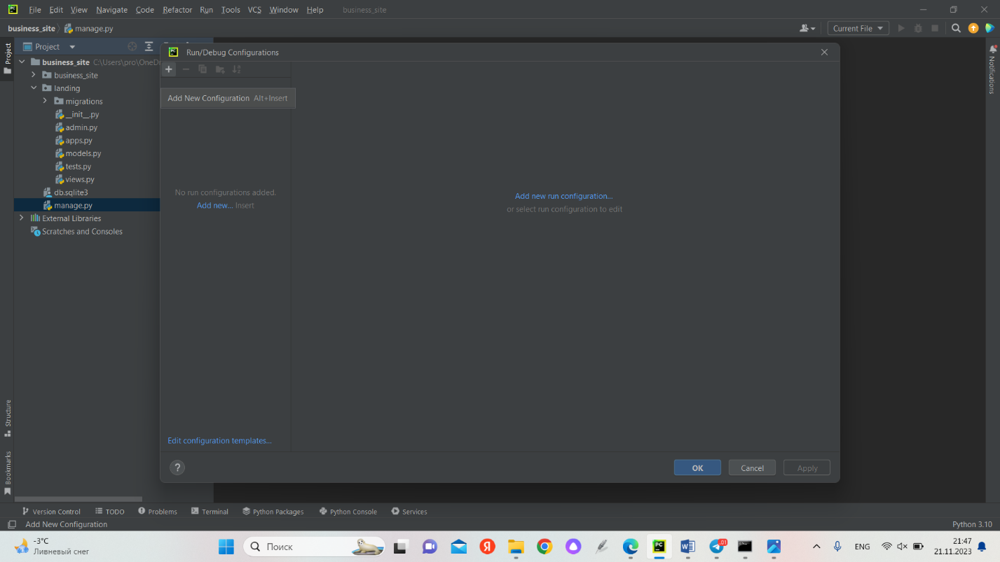 File Edit View Navigate Code Refactor Run Tools VCS Window Help business_site
business_site manage.py Current File
Project
Project
Run/Debug Configurations
business_site C:\Users\pro\OneDr
business_site
landing
migrations
__init__.py
admin.py
apps.py
models.py
tests.py
views.py
db.sqlite3
manage.py
External Libraries
Scratches and Consoles
Add New Configuration Alt+Insert
No run configurations added.
Add new... Insert
Add new run configuration...
or select run configuration to edit
Edit configuration templates...
?
OK Cancel Apply
Notifications
Structure
Bookmarks
Version Control TODO Problems Terminal Python Packages Python Console Services
Add New Configuration Python 3.10
-3°C
Ливневый снег
Поиск
ENG
21:47
21.11.2023